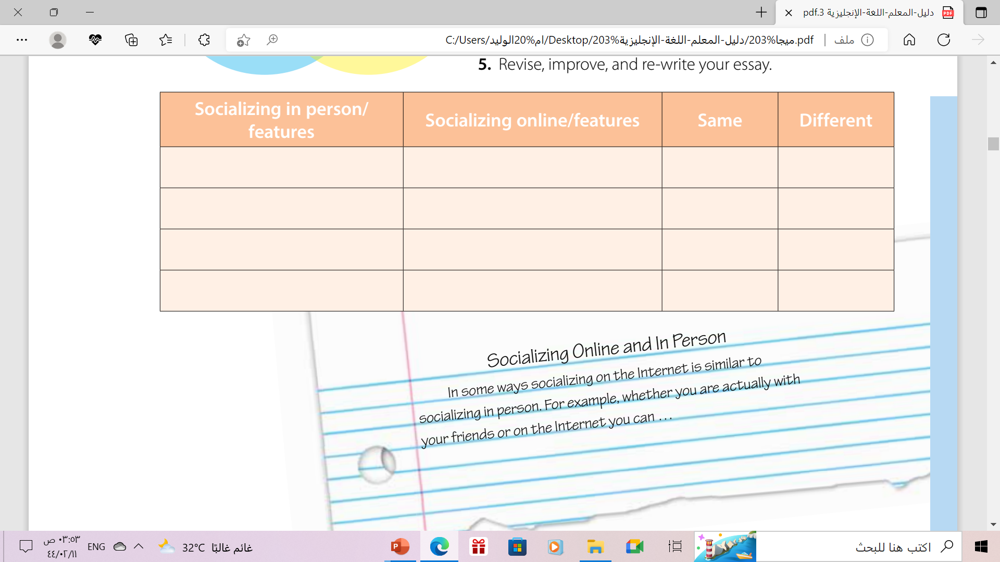 دليل-المعلم-اللغة-الإنجليزية 3.pdf
C:/Users/ام%20الوليد/Desktop/ميجا%203/دليل-المعلم-اللغة-الإنجليزية%203.pdf
ملف
5. Revise, improve, and re-write your essay.
Socializing in person/
features
Socializing online/features
Same
Different
Socializing Online and In Person
In some ways socializing on the Internet is similar to
socializing in person. For example, whether you are actually with
your friends or on the Internet you can ...
٠٣:٥٣ ص
٤٤/٠٢/١١
ENG
32°C غائم غالبًا
اكتب هنا للبحث